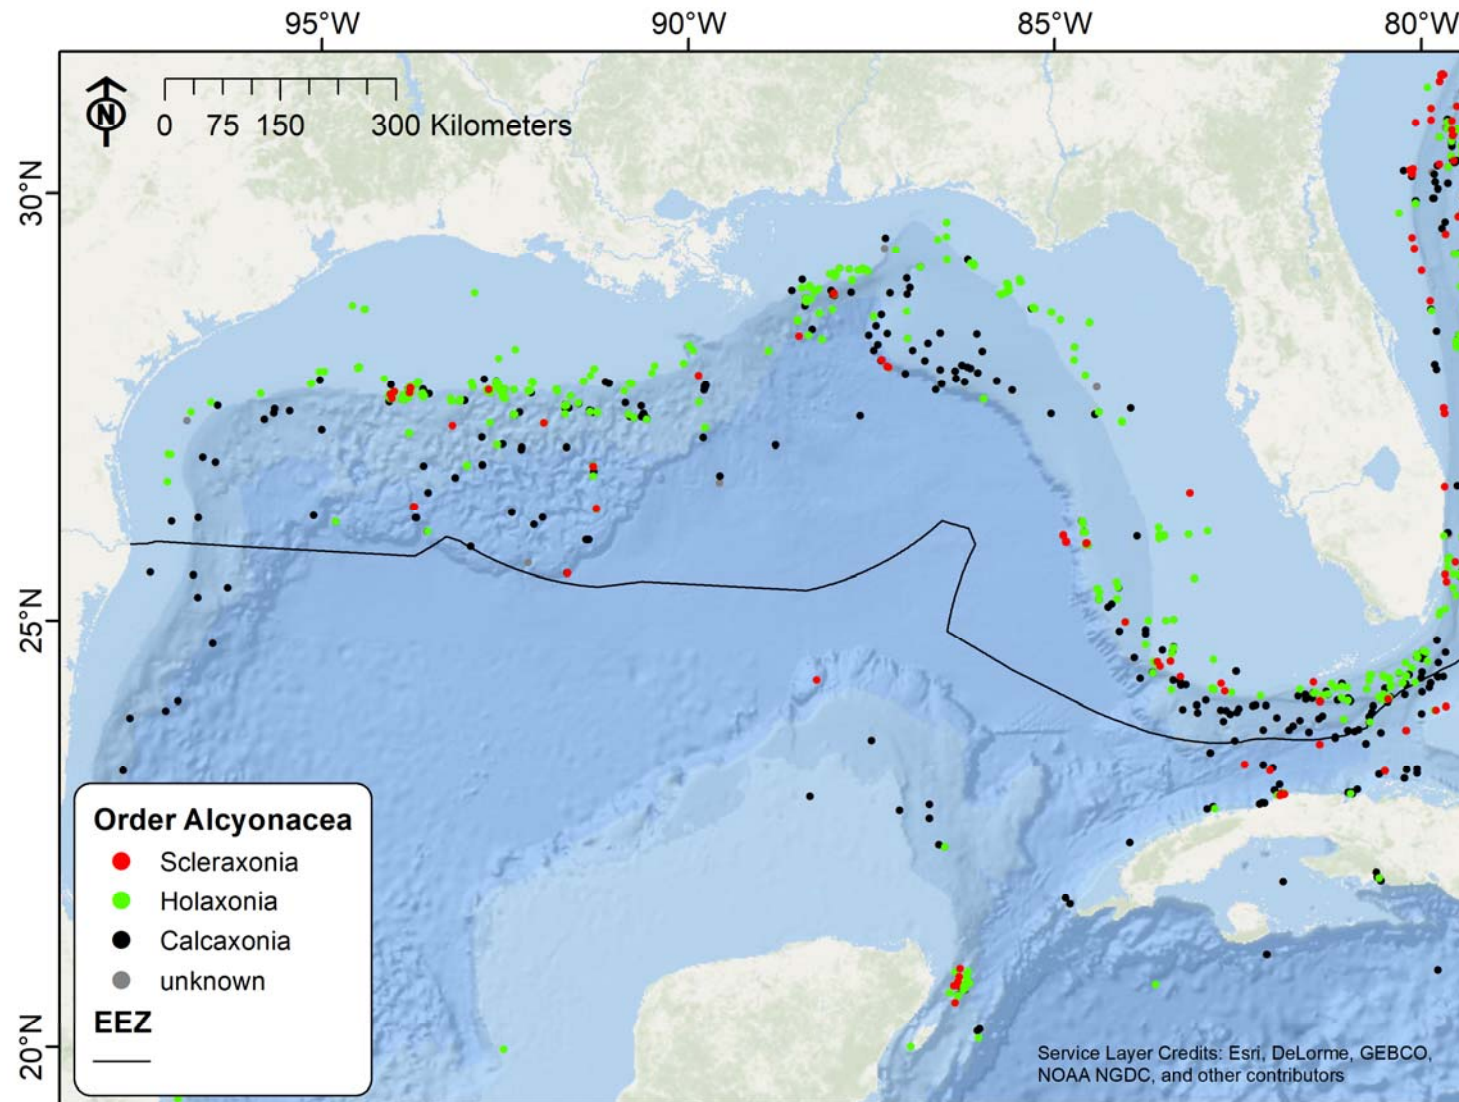 95°W 90°W 85°W 80°W
N
0 75 150 300 Kilometers
30°N
25°N
20°N
Order Alcyonacea
Scleraxonia
Holaxonia
Calcaxonia
unknown
EEZ
Service Layer Credits: Esri, DeLorme, GEBCO,
NOAA NGDC, and other contributors